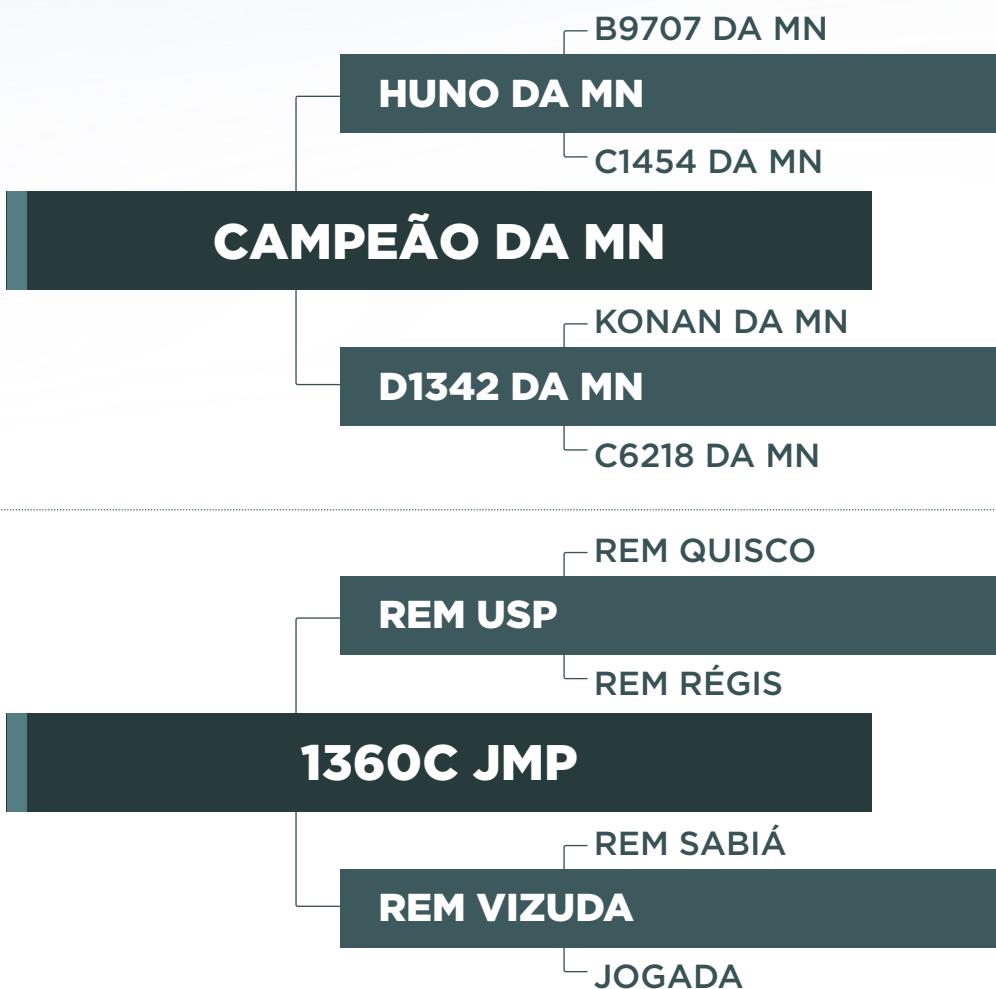 B9707 DA MN
HUNO DA MN
C1454 DA MN
CAMPEÃO DA MN
KONAN DA MN
D1342 DA MN
C6218 DA MN
REM QUISCO
REM USP
REM RÉGIS
1360C JMP
REM SABIÁ
REM VIZUDA
JOGADA